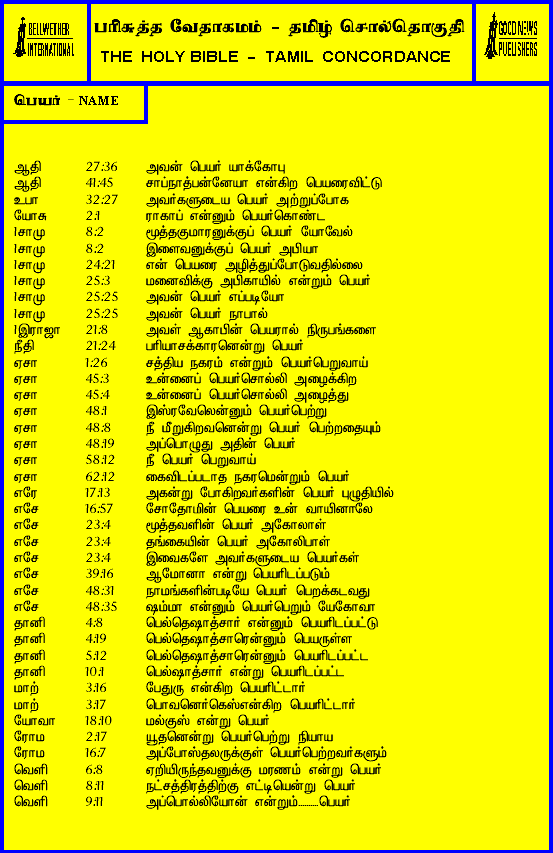 BELLWETHER
INTERNATIONAL
பரிசுத்த வேதாகமம் - தமிழ் சொல்தொகுதி
THE HOLY BIBLE - TAMIL CONCORDANCE
GOOD NEWS
PUBLISHERS
பெயர் - NAME
ஆதி 27:36 அவன் பெயர் யாக்கோபு
ஆதி 41:45 சாப்நாத்பன்னேயா என்கிற பெயரைவிட்டு
உபா 32:27 அவர்களுடைய பெயர் அற்றுப்போக
யோசு 2:1 ராகாப் என்னும் பெயர்கொண்ட
1சாமு 8:2 மூத்தகுமாரனுக்குப் பெயர் யோவேல்
1சாமு 8:2 இளைவனுக்குப் பெயர் அபியா
1சாமு 24:21 என் பெயரை அழித்துப்போடுவதில்லை
1சாமு 25:3 மனைவிக்கு அபிகாயில் என்றும் பெயர்
1சாமு 25:25 அவன் பெயர் எப்படியோ
1சாமு 25:25 அவன் பெயர் நாபால்
1இராஜா 21:8 அவள் ஆகாபின் பெயரால் நிருபங்களை
நீதி 21:24 பரியாசக்காரனென்று பெயர்
ஏசா 1:26 சத்திய நகரம் என்றும் பெயர்பெறுவாய்
ஏசா 45:3 உன்னைப் பெயர்சொல்லி அழைக்கிற
ஏசா 45:4 உன்னைப் பெயர்சொல்லி அழைத்து
ஏசா 48:1 இஸ்ரவேலென்னும் பெயர்பெற்று
ஏசா 48:8 நீ மீறுகிறவனென்று பெயர் பெற்றதையும்
ஏசா 48:19 அப்பொழுது அதின் பெயர்
ஏசா 58:12 நீ பெயர் பெறுவாய்
ஏசா 62:12 கைவிடப்படாத நகரமென்றும் பெயர்
எரே 17:13 அகன்று போகிறவர்களின் பெயர் புழுதியில்
எசே 16:57 சோதோமின் பெயரை உன் வாயினாலே
எசே 23:4 மூத்தவளின் பெயர் அகோலாள்
எசே 23:4 தங்கையின் பெயர் அகோலிபாள்
எசே 23:4 இவைகளே அவர்களுடைய பெயர்கள்
எசே 39:16 ஆமோனா என்று பெயரிடப்படும்
எசே 48:31 நாமங்களின்படியே பெயர் பெறக்கடவது
எசே 48:35 ஷம்மா என்னும் பெயர்பெறும் யேகோவா
தானி 4:8 பெல்தெஷாத்சார் என்னும் பெயரிடப்பட்டு
தானி 4:19 பெல்தெஷாத்சாரென்னும் பெயருள்ள
தானி 5:12 பெல்தெஷாத்சாரென்னும் பெயரிடப்பட்ட
தானி 10:1 பெல்ஷாத்சார் என்று பெயரிடப்பட்ட
மாற் 3:16 பேதுரு என்கிற பெயரிட்டார்
மாற் 3:17 பொவனெர்கெஸ்என்கிற பெயரிட்டார்
யோவா 18:10 மல்குஸ் என்று பெயர்
ரோம 2:17 யூதனென்று பெயர்பெற்று நியாய
ரோம 16:7 அப்போஸ்தலருக்குள் பெயர்பெற்றவர்களும்
வெளி 6:8 ஏறியிருந்தவனுக்கு மரணம் என்று பெயர்
வெளி 8:11 நட்சத்திரத்திற்கு எட்டியென்று பெயர்
வெளி 9:11 அப்பொல்லியோன் என்றும்..........பெயர்